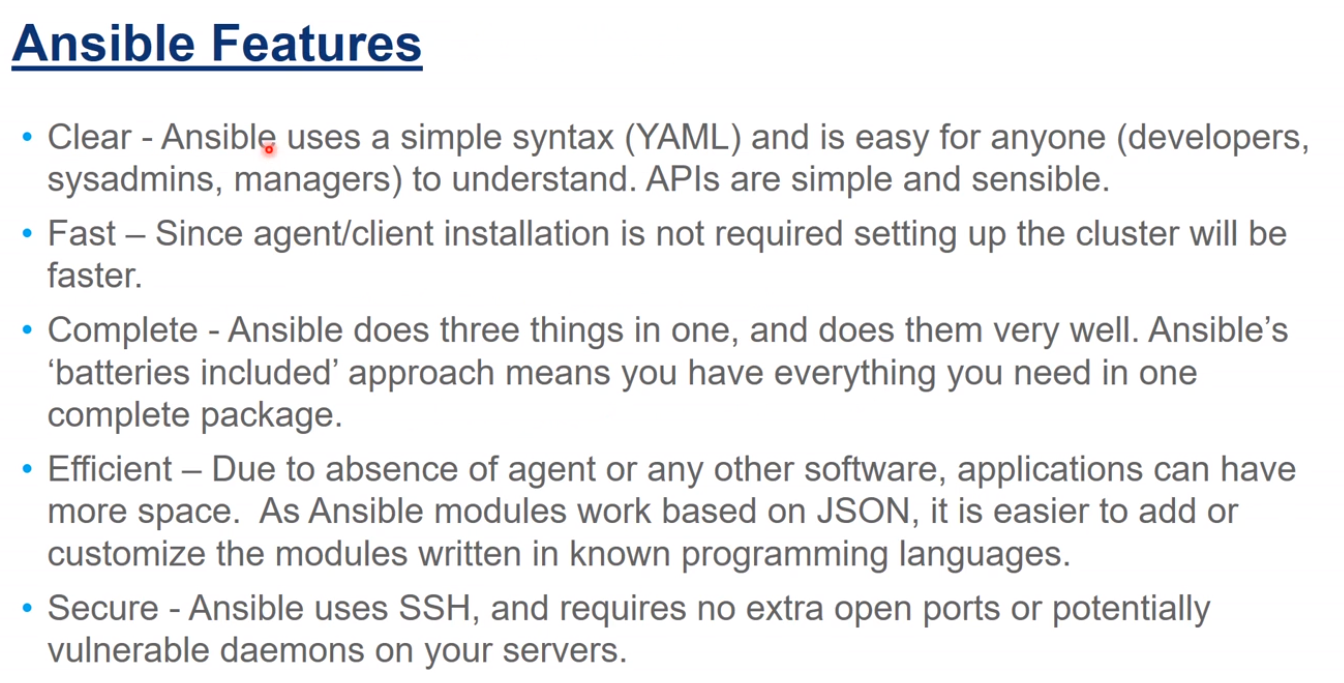 Ansible Features
• Clear - Ansible uses a simple syntax (YAML) and is easy for anyone (developers,
sysadmins, managers) to understand. APIs are simple and sensible.
• Fast – Since agent/client installation is not required setting up the cluster will be
faster.
• Complete - Ansible does three things in one, and does them very well. Ansible’s
‘batteries included’ approach means you have everything you need in one
complete package.
• Efficient – Due to absence of agent or any other software, applications can have
more space.  As Ansible modules work based on JSON, it is easier to add or
customize the modules written in known programming languages.
• Secure - Ansible uses SSH, and requires no extra open ports or potentially
vulnerable daemons on your servers.